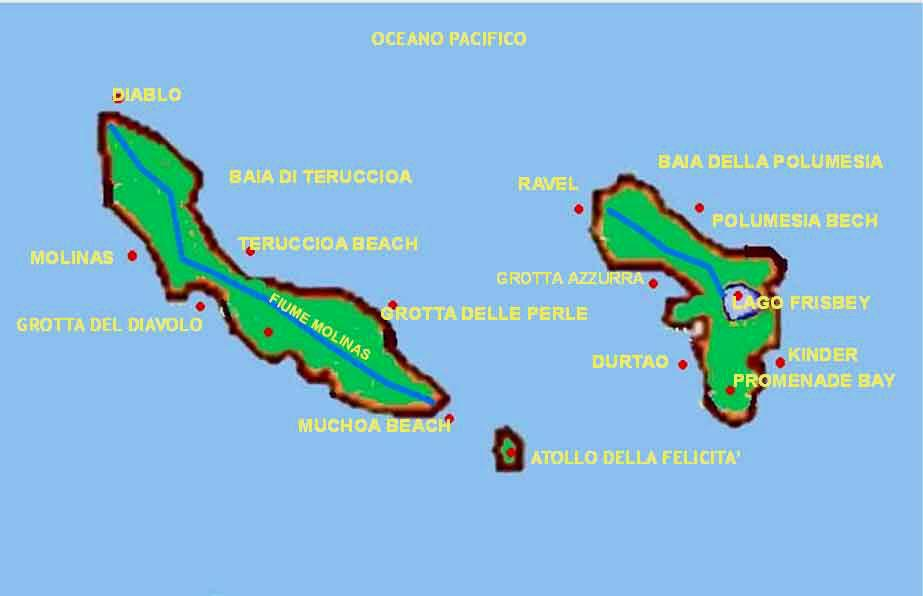 OCEANO PACIFICO
DIABLO
BAIA DELLA POLUMESIA
BAIA DI TERUCCIOA
RAVEL
POLUMESIA BECH
TERUCCIOA BEACH
MOLINAS
GROTTA AZZURRA
LAGO FRISBEY
GROTTA DELLE PERLE
FIUME MOLINAS
GROTTA DEL DIAVOLO
KINDER
DURTAO
PROMENADE BAY
MUCHOA BEACH
ATOLLO DELLA FELICITA'